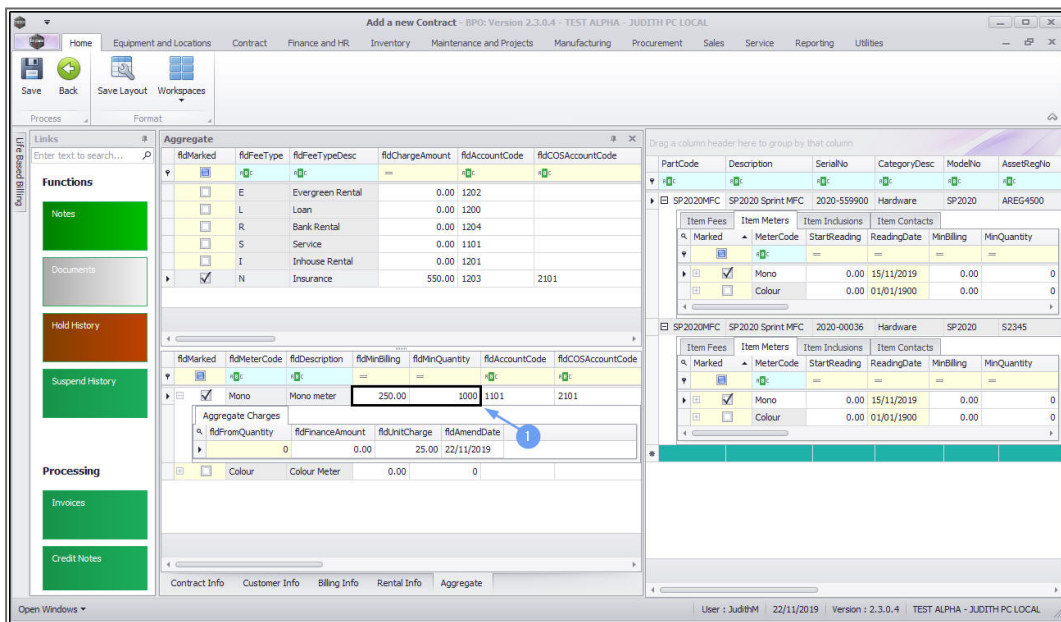 Add a new Contract - BPO: Version 2.3.0.4 - TEST ALPHA - JUDITH PC LOCAL
Home Equipment and Locations Contract Finance and HR Inventory Maintenance and Projects Manufacturing Procurement Sales Service Reporting Utilities
Save Back Save Layout Workspaces
Process Format
Life Based Billing
Links
Enter text to search...
Functions
Notes
Documents
Hold History
Suspend History
Processing
Invoices
Credit Notes
Aggregate
fldMarked fldFeeType fldFeeTypeDesc fldChargeAmount fldAccountCode fldCOSAccountCode
E Evergreen Rental 0.00 1202
L Loan 0.00 1200
R Bank Rental 0.00 1204
S Service 0.00 1101
I Inhouse Rental 0.00 1201
N Insurance 550.00 1203 2101
fldMarked fldMeterCode fldDescription fldMinBilling fldMinQuantity fldAccountCode fldCOSAccountCode
Mono Mono meter 250.00 1000 1101 2101
1
Aggregate Charges
fldFromQuantity fldFinanceAmount fldUnitCharge fldAmendDate
0 0.00 25.00 22/11/2019
Colour Colour Meter 0.00 0
Contract Info Customer Info Billing Info Rental Info Aggregate
Drag a column header here to group by that column
PartCode Description SerialNo CategoryDesc ModelNo AssetRegNo
SP2020MFC SP2020 Sprint MFC 2020-559900 Hardware SP2020 AREG4500
Item Fees Item Meters Item Inclusions Item Contacts
Marked MeterCode StartReading ReadingDate MinBilling MinQuantity
Mono 0.00 15/11/2019 0.00 0
Colour 0.00 01/01/1900 0.00 0
SP2020MFC SP2020 Sprint MFC 2020-00036 Hardware SP2020 S2345
Item Fees Item Meters Item Inclusions Item Contacts
Marked MeterCode StartReading ReadingDate MinBilling MinQuantity
Mono 0.00 15/11/2019 0.00 0
Colour 0.00 01/01/1900 0.00 0
Open Windows
User : JudithM 22/11/2019 Version : 2.3.0.4 TEST ALPHA - JUDITH PC LOCAL